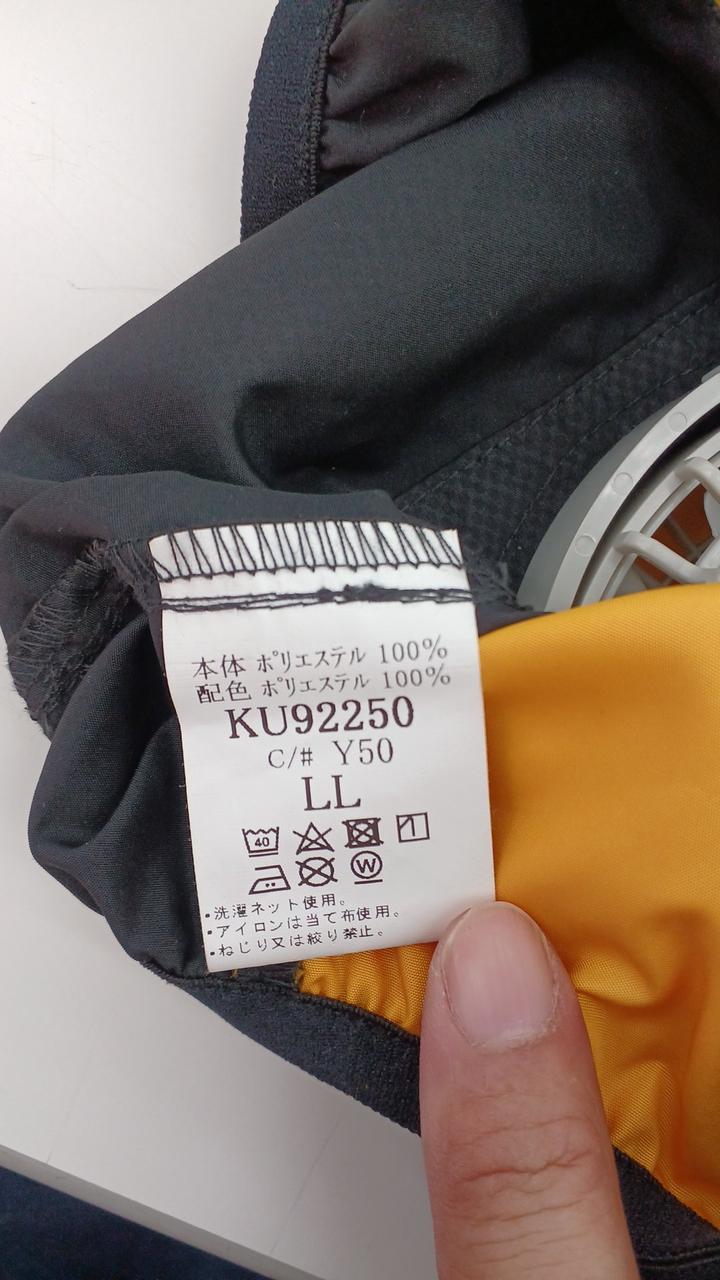 本体 ポリエステル 100%
配色 ポリエステル 100%
KU92250
C/# Y50
LL
40
W
・洗濯ネット使用。
・アイロンは当て布使用。
・ねじり又は絞り禁止。